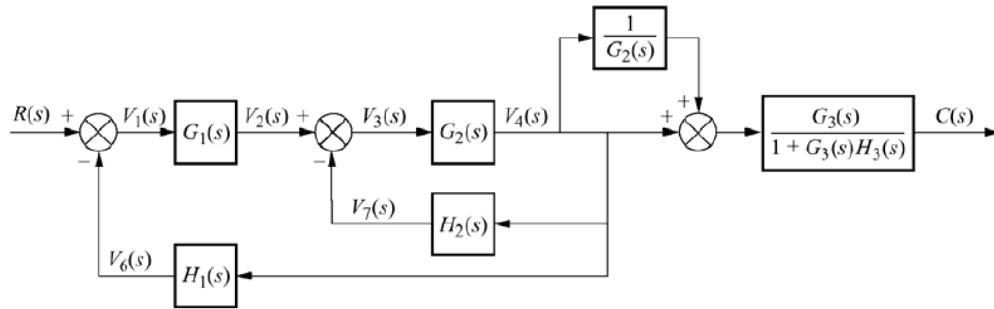 1
G2(s)
R(s) + V1(s) G1(s) V2(s) + V3(s) G2(s) V4(s) + + G3(s) C(s)
1 + G3(s)H3(s)
−
−
V7(s) H2(s)
V6(s) H1(s)